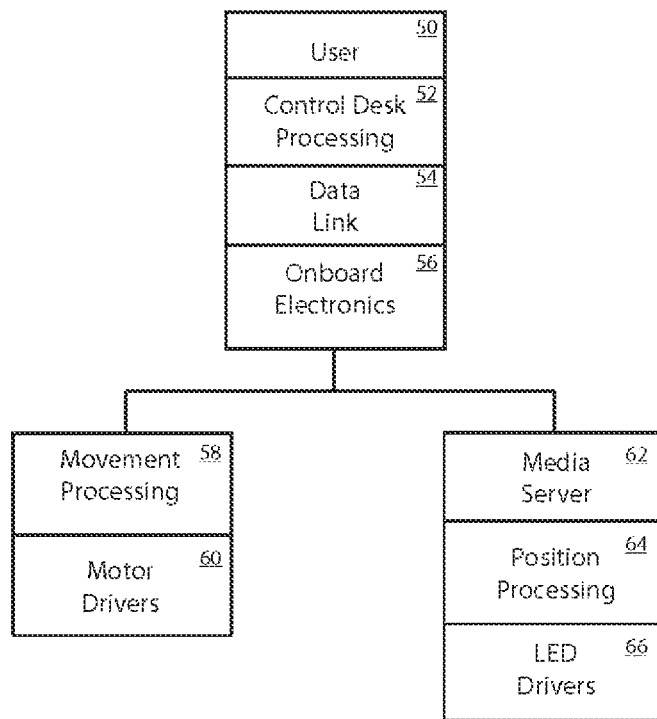 50
User
52
Control Desk
Processing
54
Data
Link
56
Onboard
Electronics
58
Movement
Processing
60
Motor
Drivers
62
Media
Server
64
Position
Processing
66
LED
Drivers